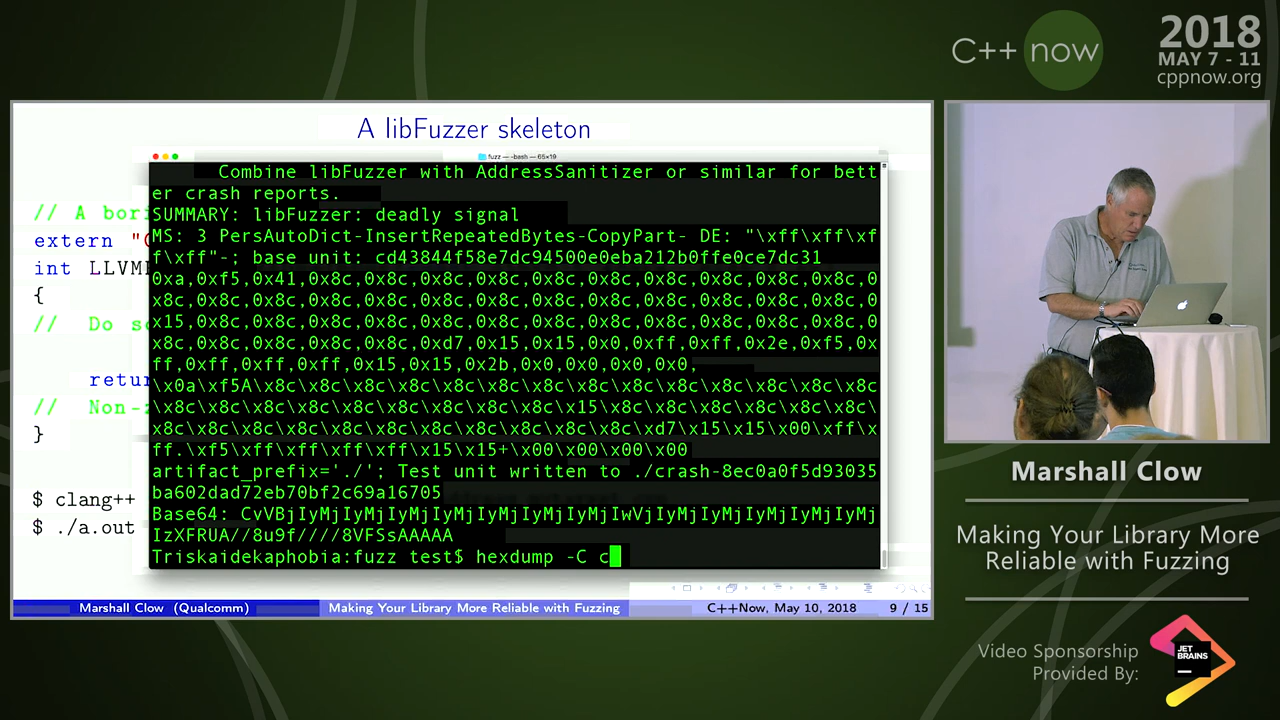 C++ now
2018
MAY 7 - 11
cppnow.org
A libFuzzer skeleton
fuzz — -bash — 65×19
// A bori
extern "C
int LLVM
{
// Do so
retur
// Non-z
}
$ clang++
$ ./a.out
Combine libFuzzer with AddressSanitizer or similar for bett
er crash reports.
SUMMARY: libFuzzer: deadly signal
MS: 3 PersAutoDict-InsertRepeatedBytes-CopyPart- DE: "\xff\xff\xf
f\xff"-; base unit: cd43844f58e7dc94500e0eba212b0ffe0ce7dc31
0xa,0xf5,0x41,0x8c,0x8c,0x8c,0x8c,0x8c,0x8c,0x8c,0x8c,0x8c,0x8c,
0x8c,0x8c,0x8c,0x8c,0x8c,0x8c,0x8c,0x8c,0x8c,0x8c,0x8c,0x8c,0x8c,
0x15,0x8c,0x8c,0x8c,0x8c,0x8c,0x8c,0x8c,0x8c,0x8c,0x8c,0x8c,0x8c,
0x8c,0x8c,0x8c,0x8c,0xd7,0x15,0x15,0x0,0xff,0xff,0x2e,0xf5,0x
ff,0xff,0xff,0xff,0x15,0x15,0x2b,0x0,0x0,0x0,0x0,
\x0a\xf5A\x8c\x8c\x8c\x8c\x8c\x8c\x8c\x8c\x8c\x8c\x8c\x8c\x8c\x8c
\x8c\x8c\x8c\x8c\x8c\x8c\x8c\x8c\x8c\x15\x8c\x8c\x8c\x8c\x8c\x8c\
\x8c\x8c\x8c\x8c\x8c\x8c\x8c\x8c\x8c\x8c\xd7\x15\x15\x00\xff\x
ff.\xf5\xff\xff\xff\xff\x15\x15+\x00\x00\x00\x00
artifact_prefix='./'; Test unit written to ./crash-8ec0a0f5d93035
ba602dad72eb70bf2c69a16705
Base64: CvVBjIyMjIyMjIyMjIyMjIyMjIyMjIyMjIyMjIwVjIyMjIyMjIyMjIyMj
IzXFRUA//8u9f////8VFSsAAAAA
Triskaidekaphobia:fuzz test$ hexdump -C c
Marshall Clow (Qualcomm)
Making Your Library More Reliable with Fuzzing
C++Now, May 10, 2018
9 / 15
Marshall Clow
Making Your Library More
Reliable with Fuzzing
Video Sponsorship
Provided By:
JET
BRAINS